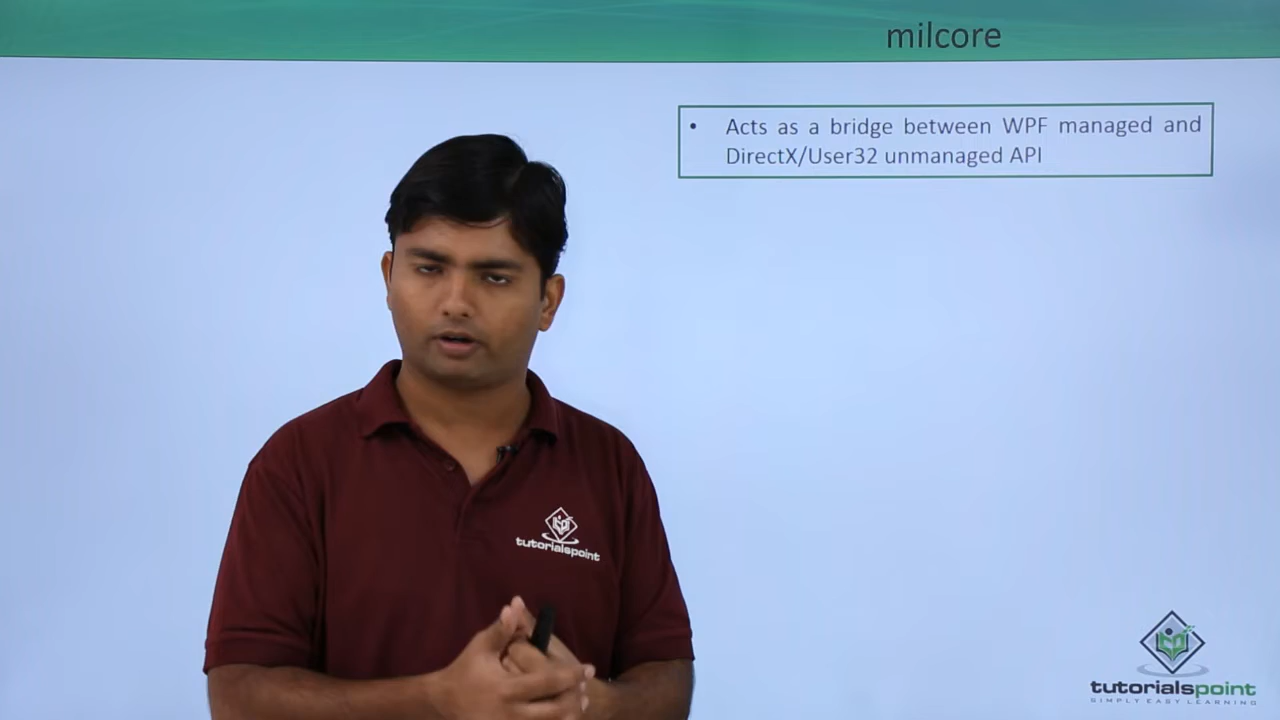 milcore
• Acts as a bridge between WPF managed and
DirectX/User32 unmanaged API
tutorialspoint
tutorialspoint
SIMPLY EASY LEARNING